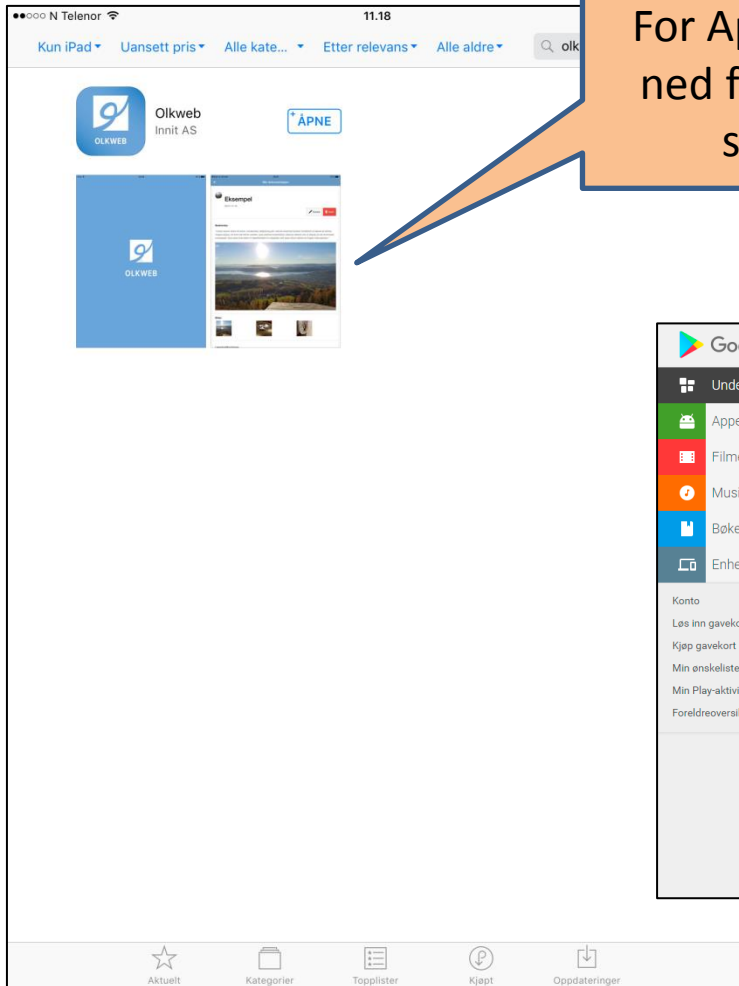 N Telenor 11.18
Kun iPad Uansett pris Alle kate... Etter relevans Alle aldre olk
For Ap
ned f
s
Olkweb
Innit AS
ÅPNE
OLKWEB
OLKWEB
Eksempel
Goo
Unde
Appe
Filme
Musi
Bøke
Enhe
Konto
Løs inn gaveko
Kjøp gavekort
Min ønskeliste
Min Play-aktivi
Foreldreoversi
Aktuelt Kategorier Topplister Kjøpt Oppdateringer